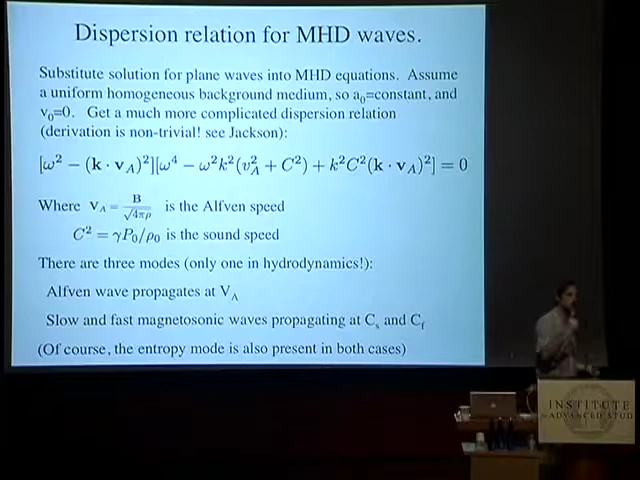 Dispersion relation for MHD waves.
Substitute solution for plane waves into MHD equations. Assume
a uniform homogeneous background medium, so a₀=constant, and
v₀=0. Get a much more complicated dispersion relation
(derivation is non-trivial! see Jackson):
[ω² − (k · v_A)²][ω⁴ − ω²k²(v_A² + C²) + k²C²(k · v_A)²] = 0
Where v_A = B/√4πρ is the Alfven speed
C² = γP₀/ρ₀ is the sound speed
There are three modes (only one in hydrodynamics!):
Alfven wave propagates at V_A
Slow and fast magnetosonic waves propagating at C_s and C_f
(Of course, the entropy mode is also present in both cases)
INSTITUTE
ADVANCED STUD